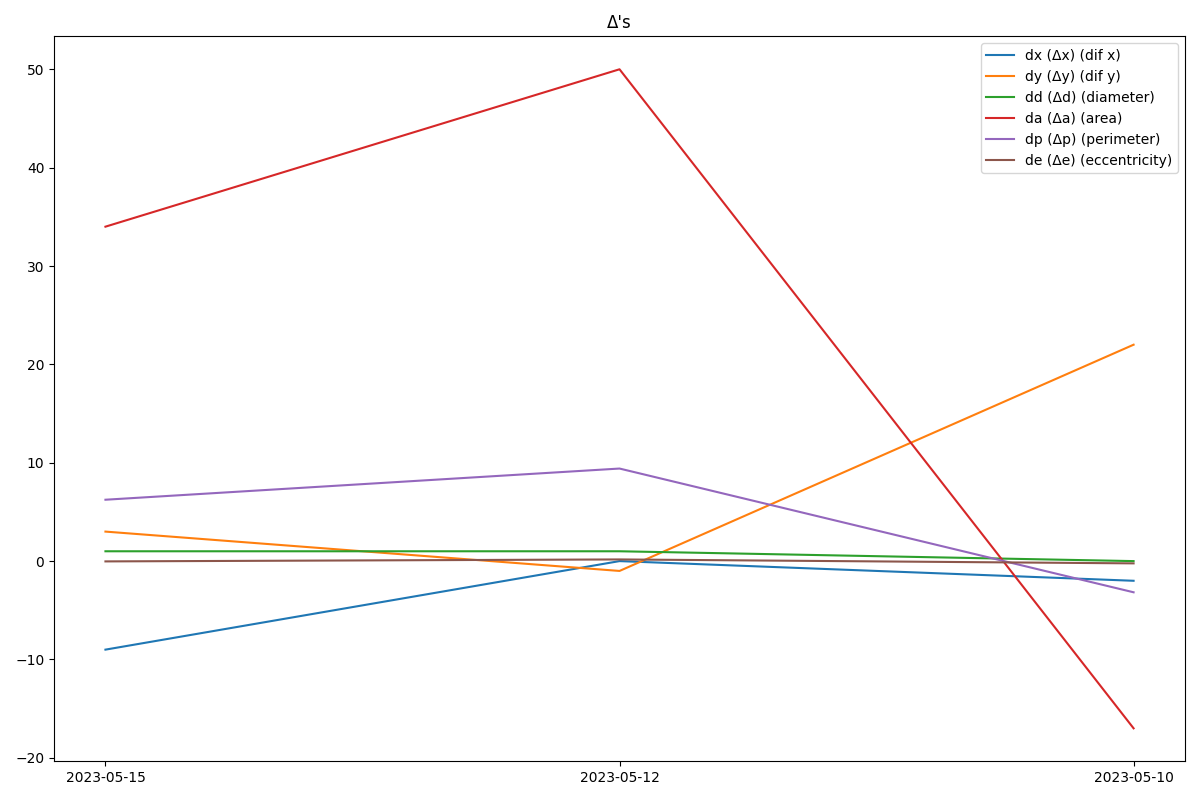 Δ's
dx (Δx) (dif x)
dy (Δy) (dif y)
dd (Δd) (diameter)
da (Δa) (area)
dp (Δp) (perimeter)
de (Δe) (eccentricity)
50
40
30
20
10
0
−10
−20
2023-05-15 2023-05-12 2023-05-10